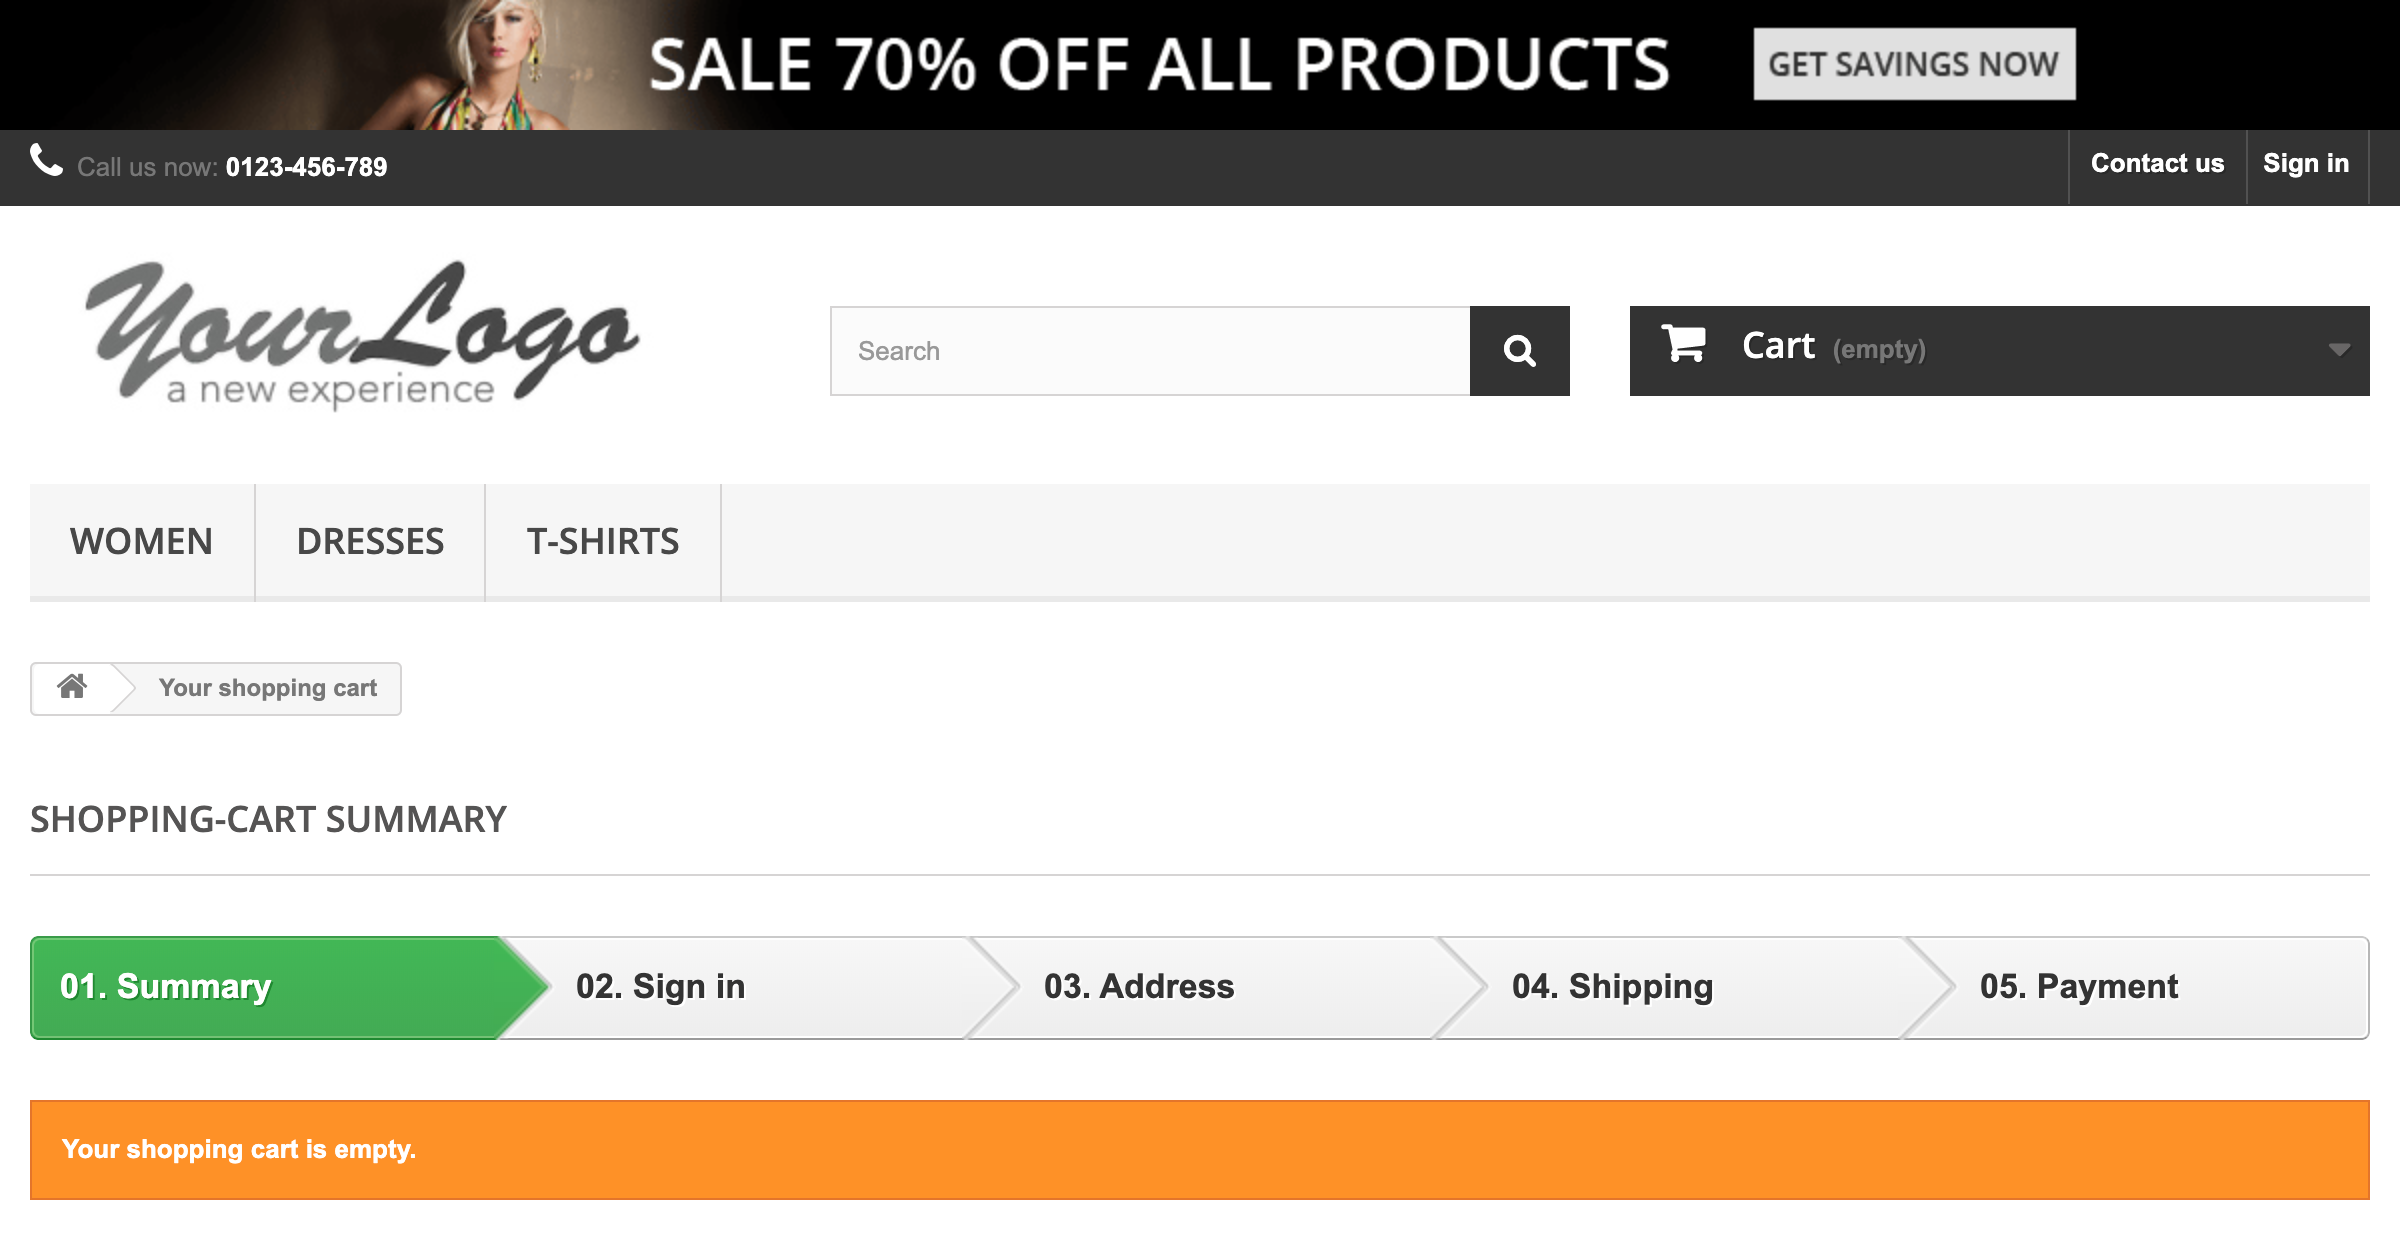 SALE 70% OFF ALL PRODUCTS
GET SAVINGS NOW
Call us now: 0123-456-789
Contact us
Sign in
YourLogo
a new experience
Search
Cart (empty)
WOMEN
DRESSES
T-SHIRTS
Your shopping cart
SHOPPING-CART SUMMARY
01. Summary
02. Sign in
03. Address
04. Shipping
05. Payment
Your shopping cart is empty.